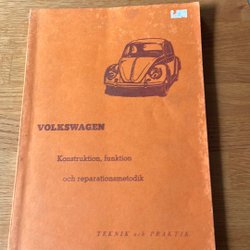 VOLKSWAGEN
Konstruktion, funktion
och reparationsmetodik
TEKNIK och PRAKTIK